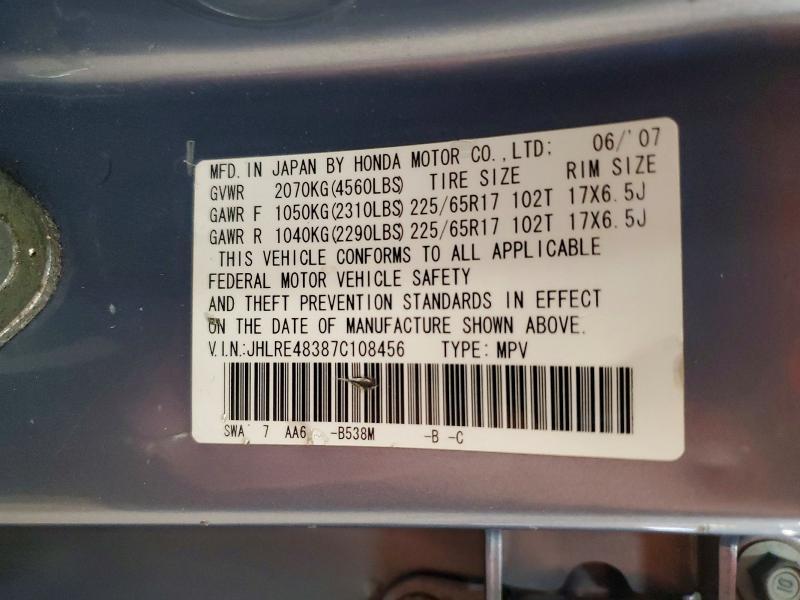 MFD. IN JAPAN BY HONDA MOTOR CO.,LTD; 06/'07
GVWR 2070KG(4560LBS) TIRE SIZE RIM SIZE
GAWR F 1050KG(2310LBS) 225/65R17 102T 17X6.5J
GAWR R 1040KG(2290LBS) 225/65R17 102T 17X6.5J
THIS VEHICLE CONFORMS TO ALL APPLICABLE
FEDERAL MOTOR VEHICLE SAFETY
AND THEFT PREVENTION STANDARDS IN EFFECT
ON THE DATE OF MANUFACTURE SHOWN ABOVE.
V.I.N.:JHLRE48387C108456 TYPE: MPV
SWA 7 AA6 -B538M -B -C
10